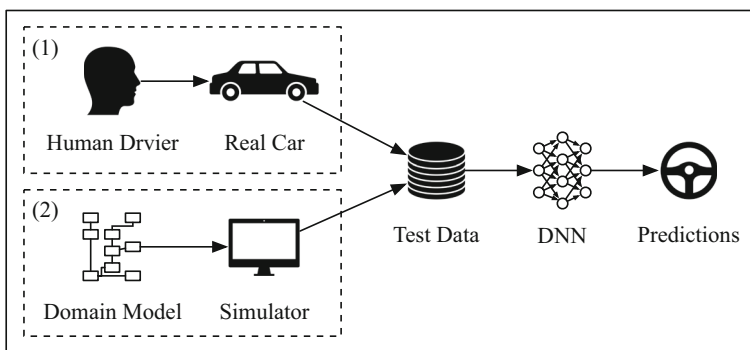 (1)
Human Drvier
Real Car
(2)
Domain Model
Simulator
Test Data
DNN
Predictions